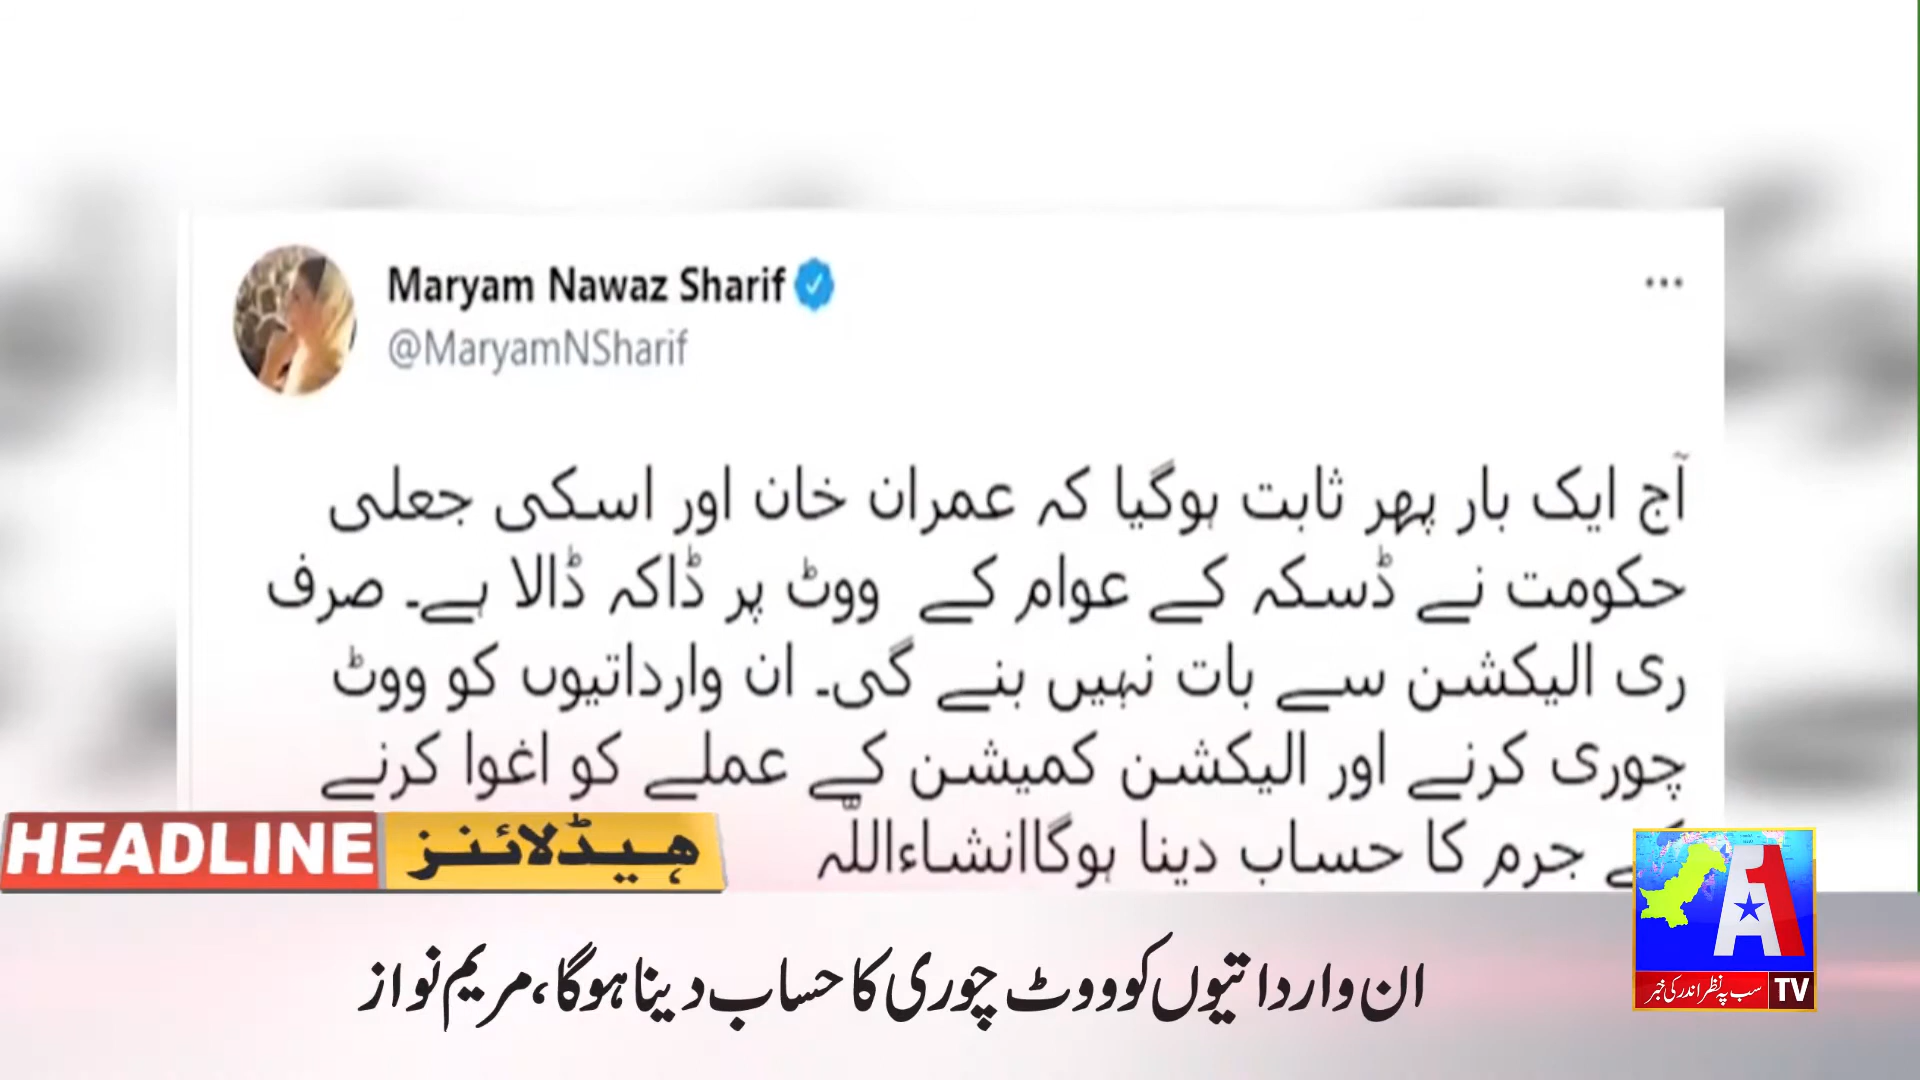 Maryam Nawaz Sharif
@MaryamNSharif
آج ایک بار پھر ثابت ہوگیا کہ عمران خان اور اسکی جعلی
حکومت نے ڈسکہ کے عوام کے ووٹ پر ڈاکہ ڈالا ہے۔ صرف
ری الیکشن سے بات نہیں بنے گی۔ ان وارداتیوں کو ووٹ
چوری کرنے اور الیکشن کمیشن کے عملے کو اغوا کرنے
جرم کا حساب دینا ہوگاانشاءاللّہ
HEADLINE ہیڈلائنز
ان وارداتیوں کو ووٹ چوری کا حساب دینا ہوگا، مریم نواز
A1
سب پہ نظر اندر کی خبر TV